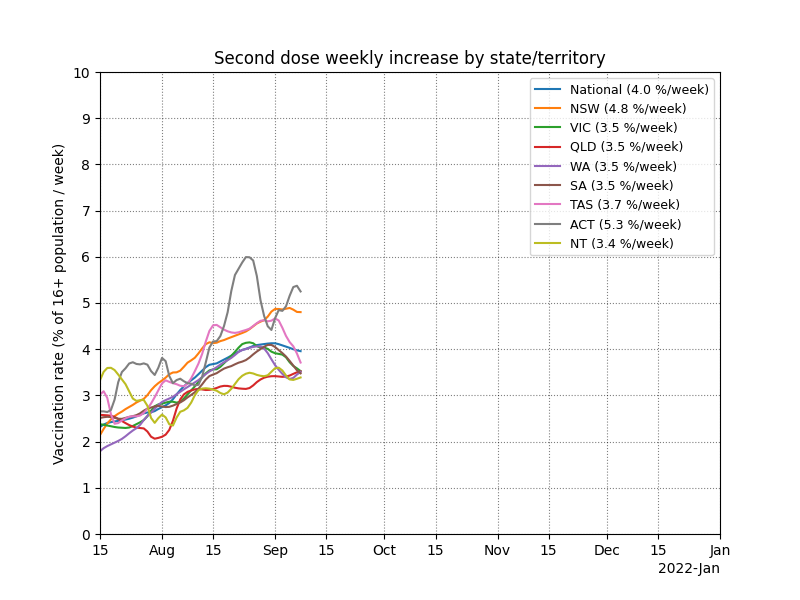 Second dose weekly increase by state/territory
Vaccination rate (% of 16+ population / week)
10
9
8
7
6
5
4
3
2
1
0
National (4.0 %/week)
NSW (4.8 %/week)
VIC (3.5 %/week)
QLD (3.5 %/week)
WA (3.5 %/week)
SA (3.5 %/week)
TAS (3.7 %/week)
ACT (5.3 %/week)
NT (3.4 %/week)
15 Aug 15 Sep 15 Oct 15 Nov 15 Dec 15 Jan
2022-Jan